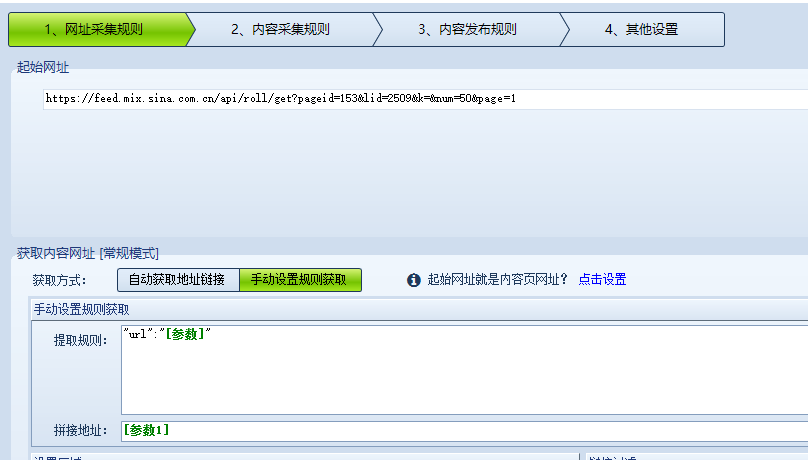 1、网址采集规则
2、内容采集规则
3、内容发布规则
4、其他设置
起始网址
https://feed.mix.sina.com.cn/api/roll/get?pageid=153&lid=2509&k=&num=50&page=1
获取内容网址 [常规模式]
获取方式：
自动获取地址链接
手动设置规则获取
起始网址就是内容页网址？ 点击设置
手动设置规则获取
提取规则：
"url":"[参数]"
拼接地址：
[参数1]